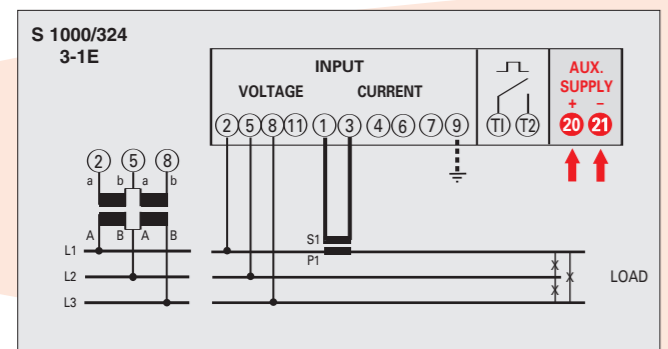 S 1000/324
3-1E
INPUT
VOLTAGE CURRENT
AUX.
SUPPLY
+ –
2 5 8 11 1 3 4 6 7 9 T1 T2 20 21
2 5 8
a b a b
A B A B
S1
P1
L1
L2
L3
LOAD